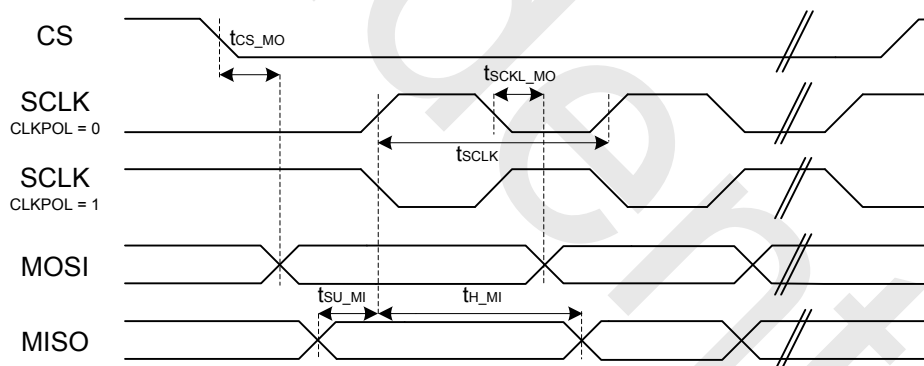 CS
tCS_MO
tSCKL_MO
SCLK
CLKPOL = 0
tSCLK
SCLK
CLKPOL = 1
MOSI
tSU_MI
tH_MI
MISO